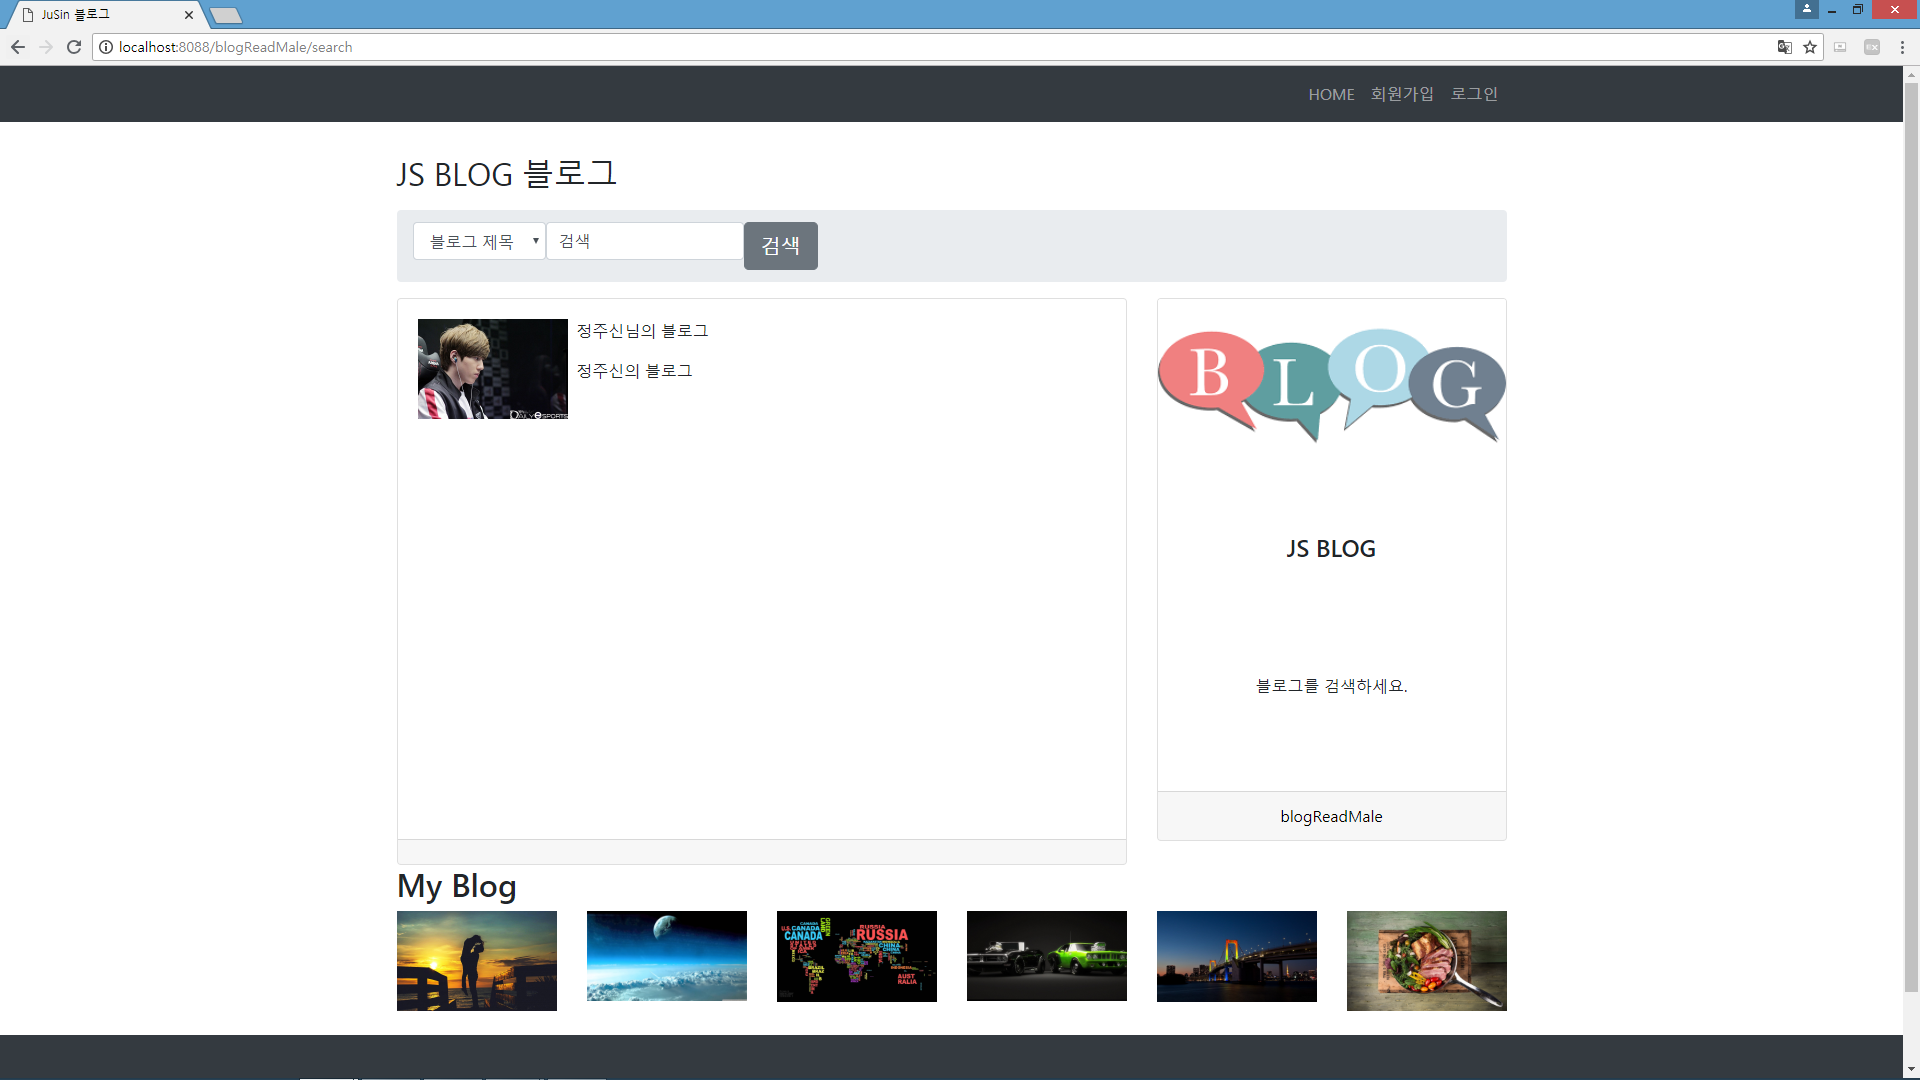 JuSin 블로그
localhost:8088/blogReadMale/search
HOME 회원가입 로그인
JS BLOG 블로그
블로그 제목 검색 검색
정주신님의 블로그
정주신의 블로그
DAILY ESPORTS
BLOG
JS BLOG
블로그를 검색하세요.
blogReadMale
My Blog
CANADA
RUSSIA
CHINA